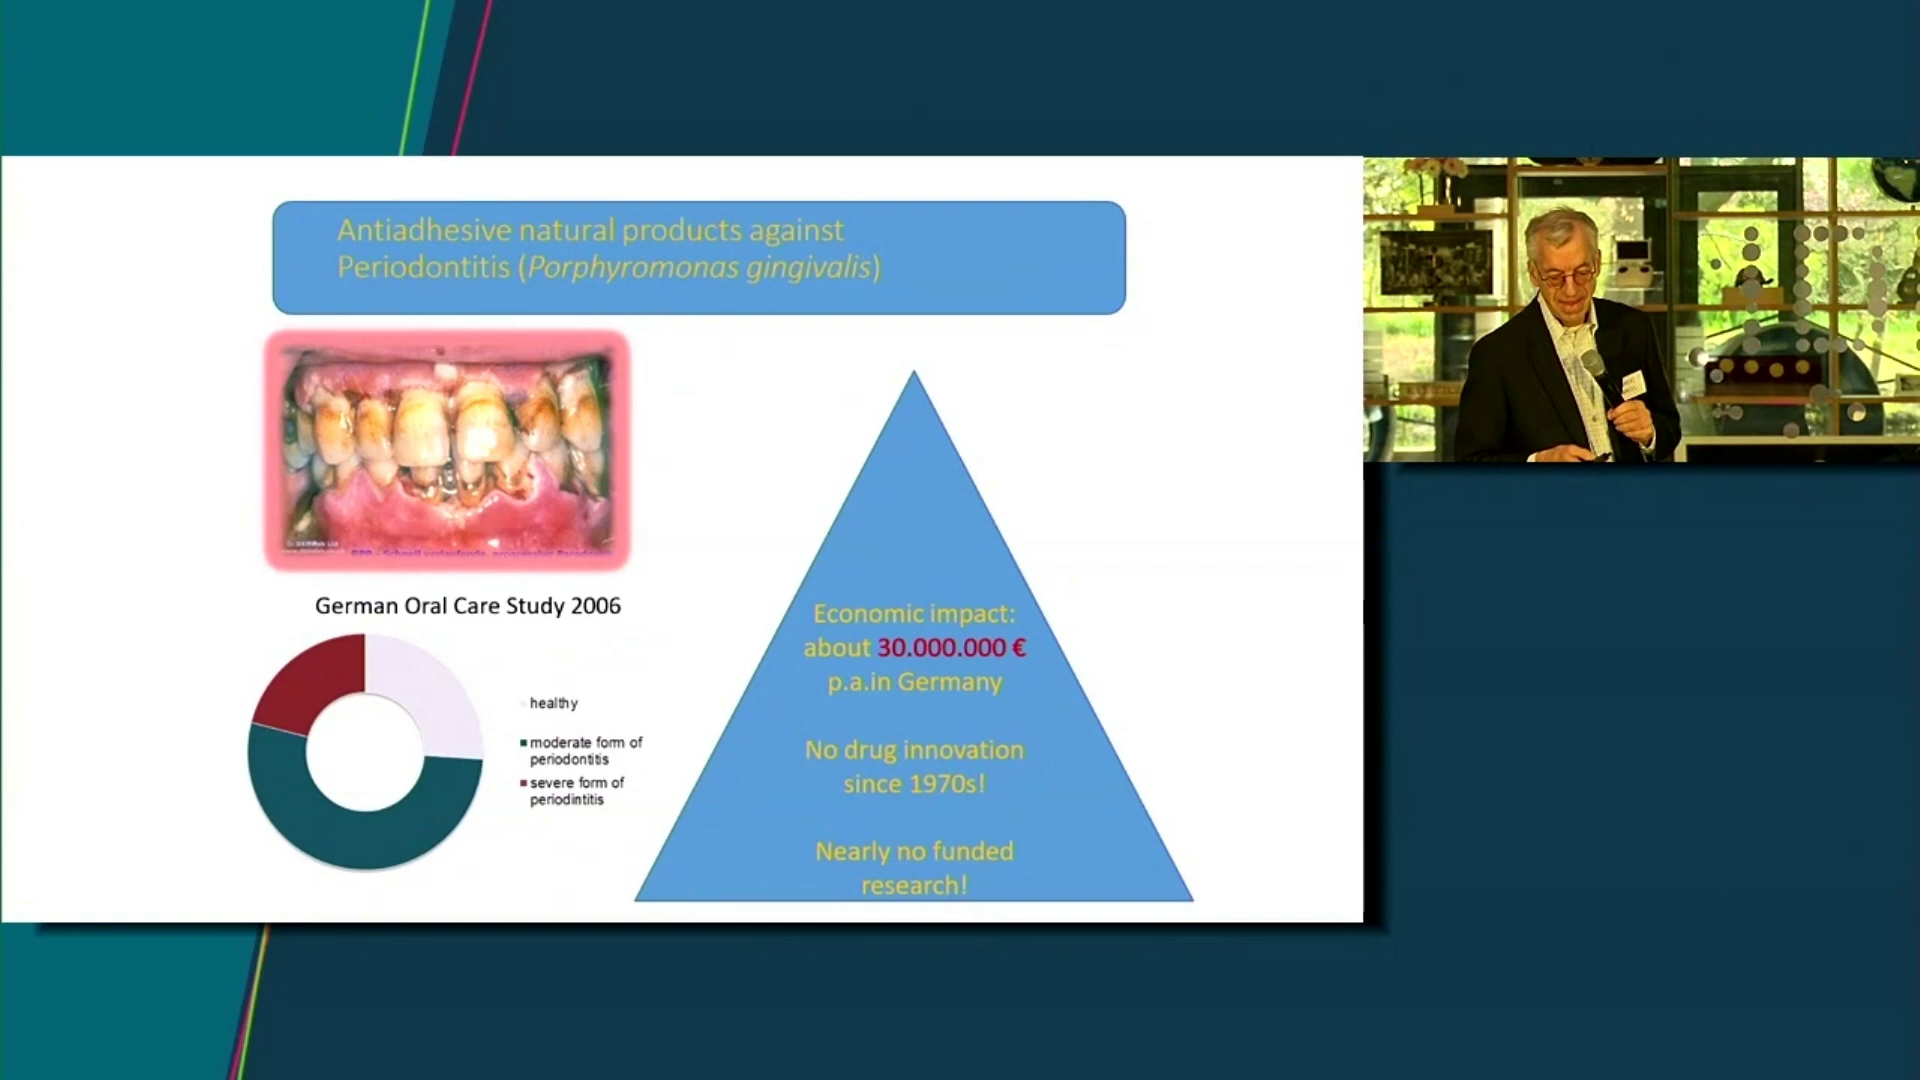 Antiadhesive natural products against
Periodontitis (Porphyromonas gingivalis)
German Oral Care Study 2006
healthy
moderate form of
periodontitis
severe form of
periodintitis
Economic impact:
about 30.000.000 €
p.a.in Germany
No drug innovation
since 1970s!
Nearly no funded
research!